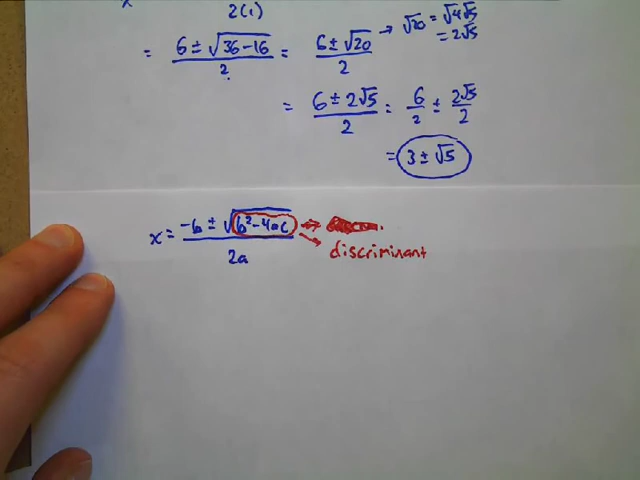 x
2(1)
= 6 ± √36-16 / 2 = 6 ± √20 / 2 → √20 = √4√5
= 2√5
= 6 ± 2√5 / 2 = 6/2 ± 2√5/2
= 3 ± √5
x = -b ± √b²-4ac / 2a →
discriminant